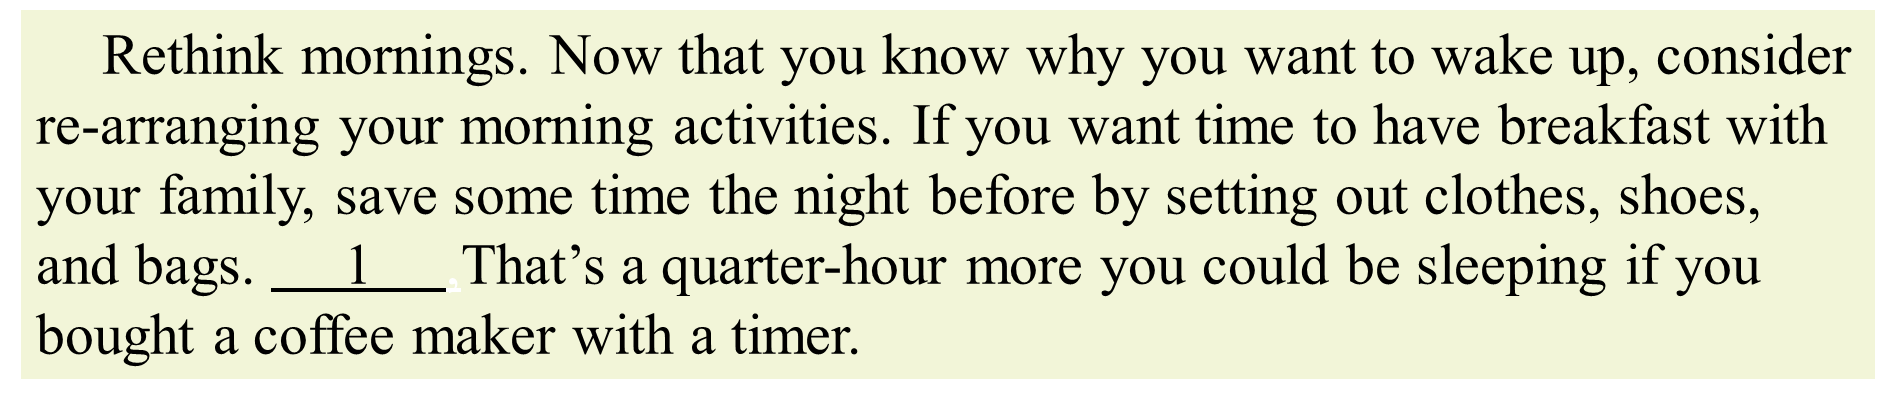 Rethink mornings. Now that you know why you want to wake up, consider
re-arranging your morning activities. If you want time to have breakfast with
your family, save some time the night before by setting out clothes, shoes,
and bags. ___1___.That’s a quarter-hour more you could be sleeping if you
bought a coffee maker with a timer.